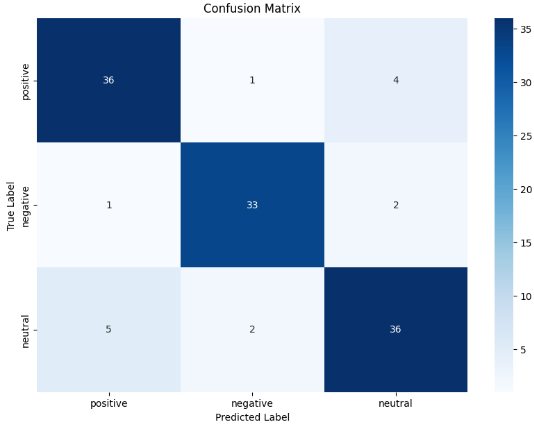 Confusion Matrix
True Label
positive 36 1 4
negative 1 33 2
neutral 5 2 36
positive negative neutral
Predicted Label
35
30
25
20
15
10
5